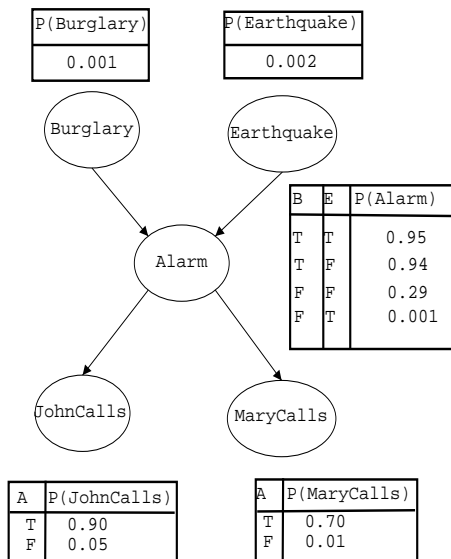 P(Burglary)
0.001
P(Earthquake)
0.002
Burglary
Earthquake
B E P(Alarm)
T T 0.95
T F 0.94
F F 0.29
F T 0.001
Alarm
JohnCalls
MaryCalls
A P(JohnCalls)
T 0.90
F 0.05
A P(MaryCalls)
T 0.70
F 0.01